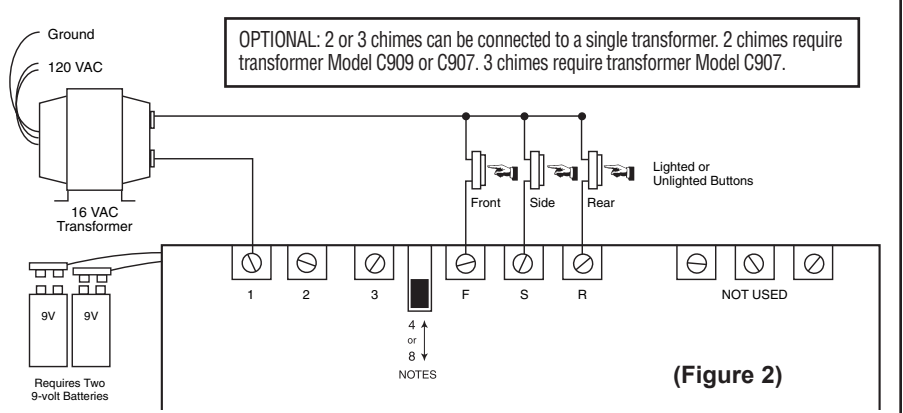 Ground
120 VAC
OPTIONAL: 2 or 3 chimes can be connected to a single transformer. 2 chimes require
transformer Model C909 or C907. 3 chimes require transformer Model C907.
16 VAC
Transformer
Front
Side
Rear
Lighted or
Unlighted Buttons
1
2
3
F
S
R
NOT USED
9V
9V
4
or
8
NOTES
Requires Two
9-volt Batteries
(Figure 2)